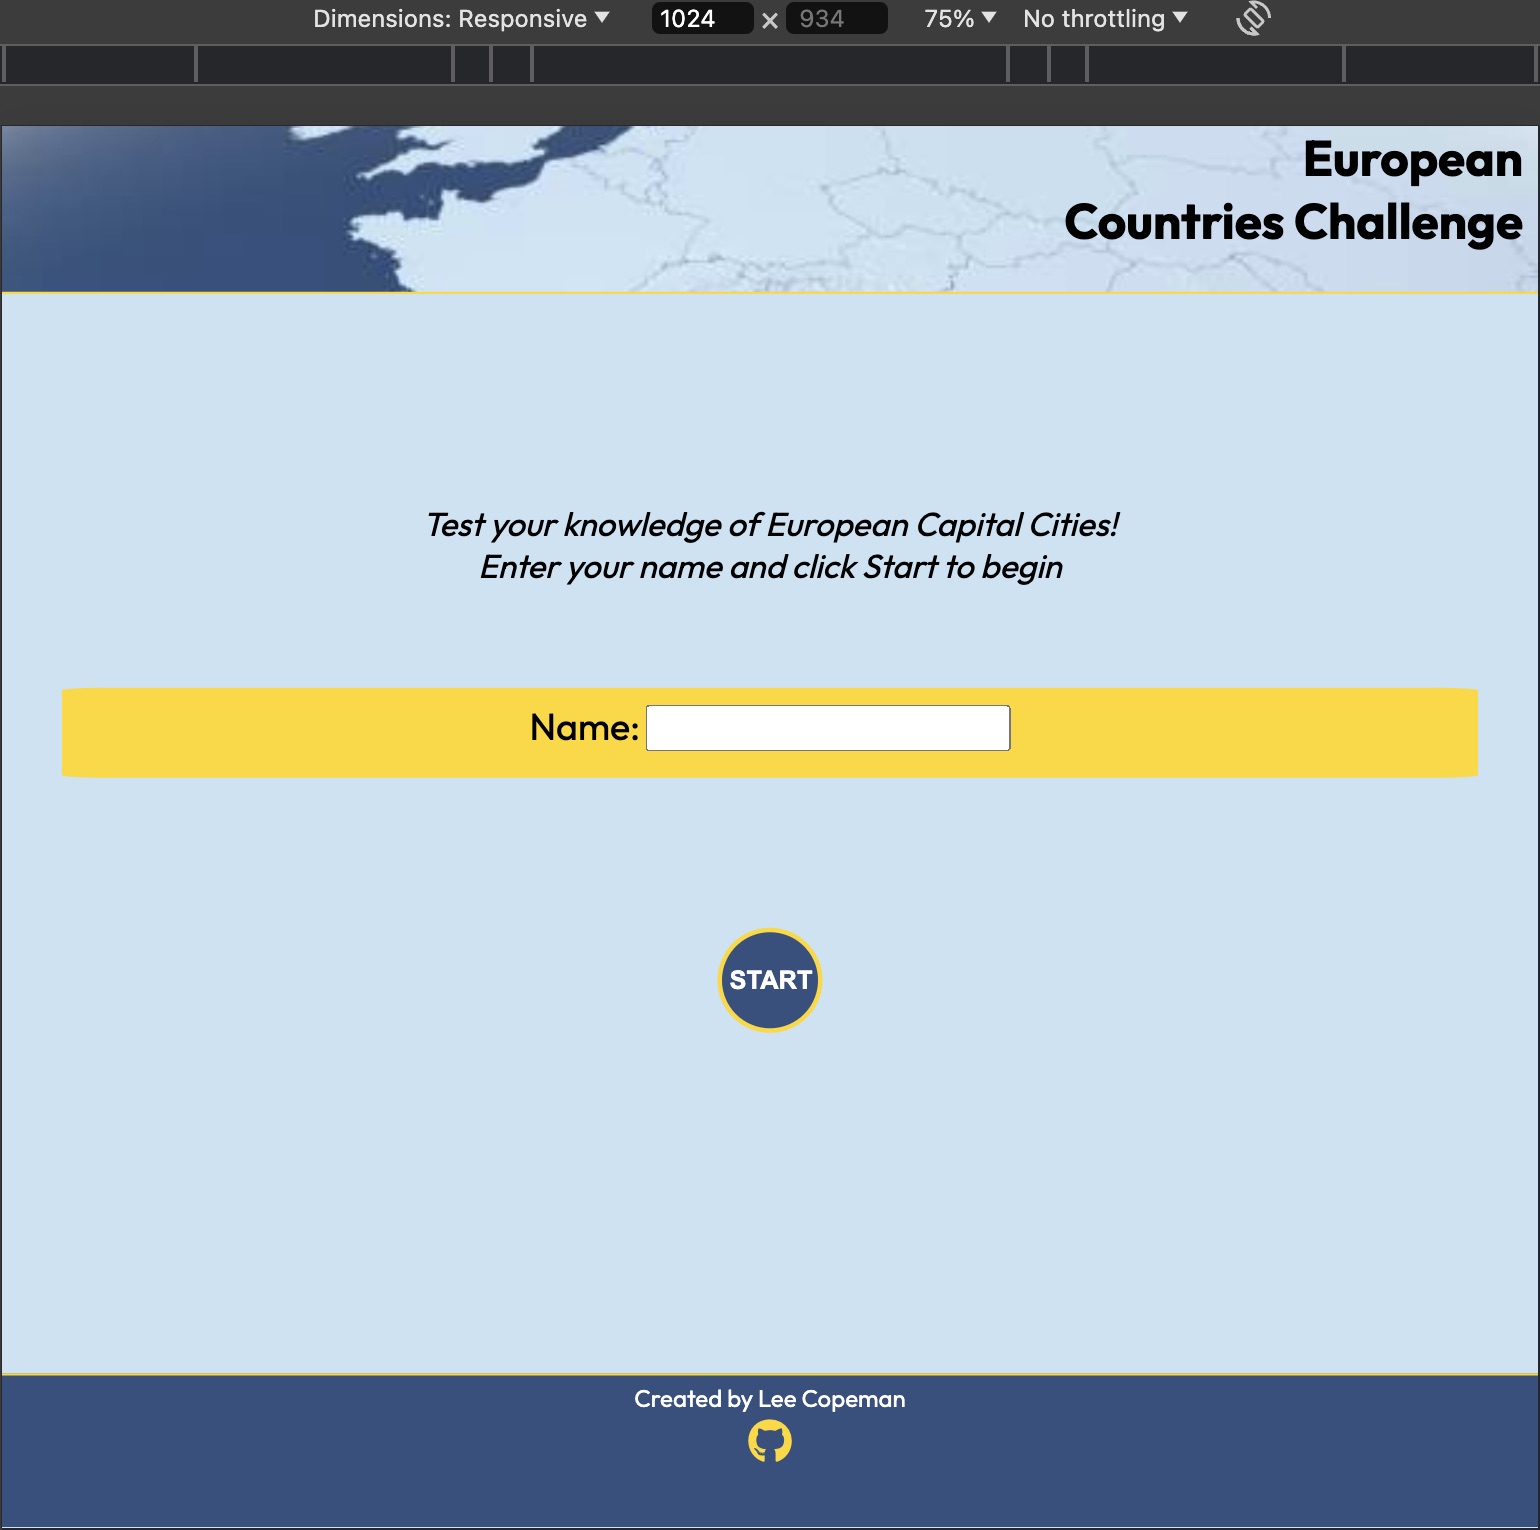 Dimensions: Responsive ▼ 1024 × 934 75% ▼ No throttling ▼
European
Countries Challenge
Test your knowledge of European Capital Cities!
Enter your name and click Start to begin
Name:
START
Created by Lee Copeman